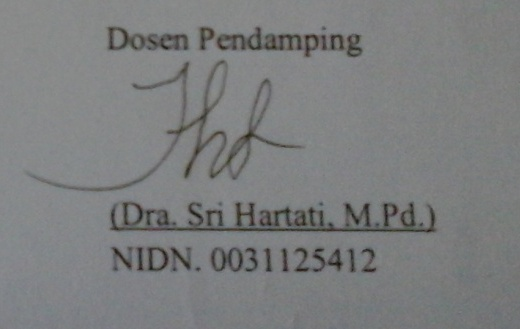 Dosen Pendamping
(Dra. Sri Hartati, M.Pd.)
NIDN. 0031125412